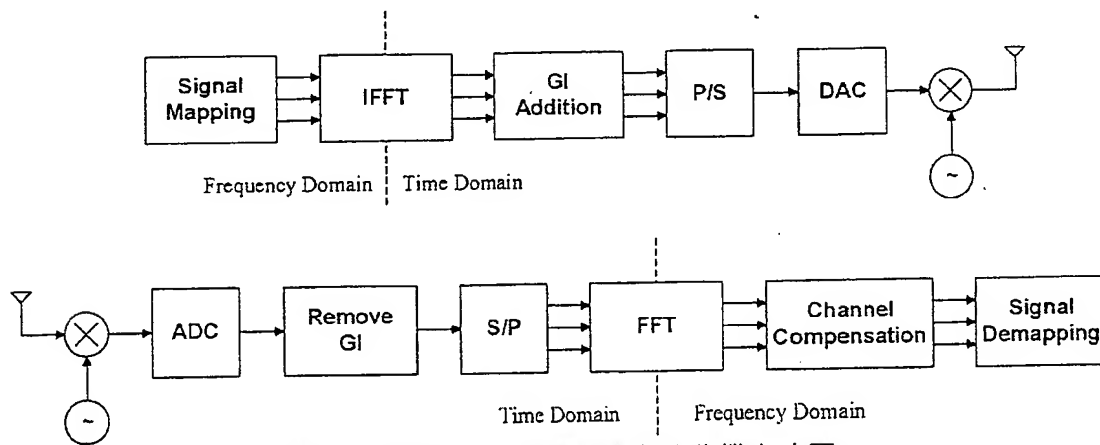 Signal
Mapping
IFFT
GI
Addition
P/S
DAC
~
Frequency Domain
Time Domain
ADC
Remove
GI
S/P
FFT
Channel
Compensation
Signal
Demapping
~
Time Domain
Frequency Domain